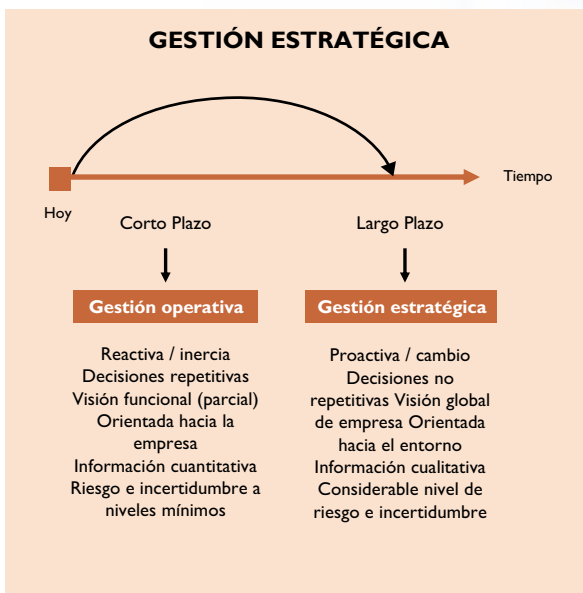 GESTIÓN ESTRATÉGICA
Tiempo
Hoy
Corto Plazo
Largo Plazo
Gestión operativa
Gestión estratégica
Reactiva / inercia
Decisiones repetitivas
Visión funcional (parcial)
Orientada hacia la
empresa
Información cuantitativa
Riesgo e incertidumbre a
niveles mínimos
Proactiva / cambio
Decisiones no
repetitivas Visión global
de empresa Orientada
hacia el entorno
Información cualitativa
Considerable nivel de
riesgo e incertidumbre